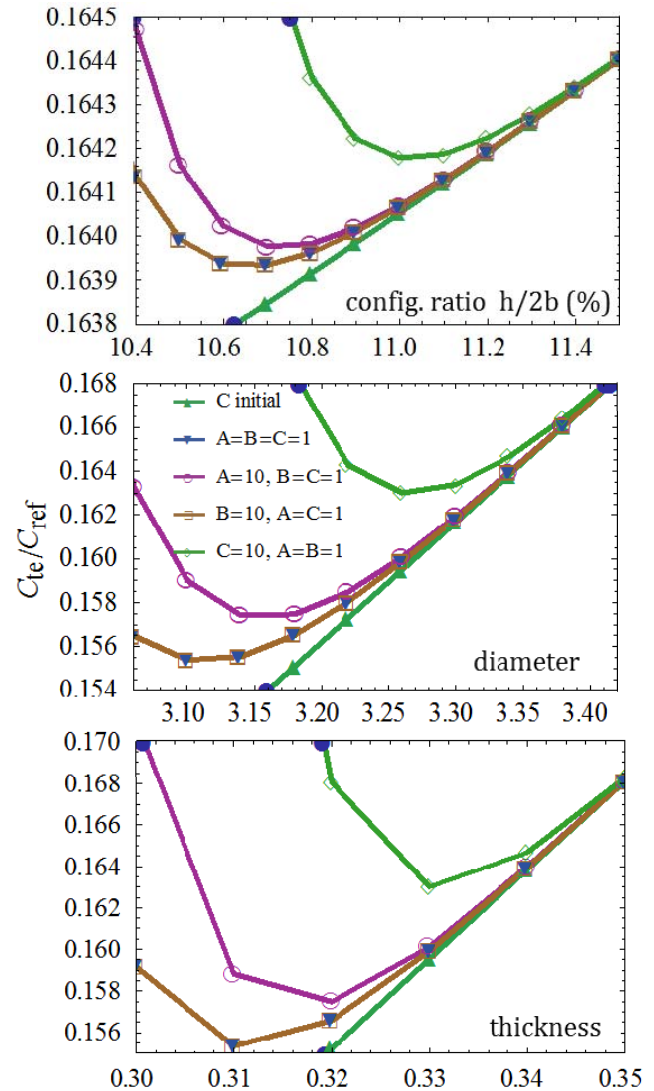 0.1645
0.1644
0.1643
0.1642
0.1641
0.1640
0.1639
0.1638
config. ratio h/2b (%)
10.4 10.6 10.8 11.0 11.2 11.4
0.168
0.166
0.164
0.162
0.160
0.158
0.156
0.154
C initial
A=B=C=1
A=10, B=C=1
B=10, A=C=1
C=10, A=B=1
Cte/Cref
diameter
3.10 3.15 3.20 3.25 3.30 3.35 3.40
0.170
0.168
0.166
0.164
0.162
0.160
0.158
0.156
thickness
0.30 0.31 0.32 0.33 0.34 0.35